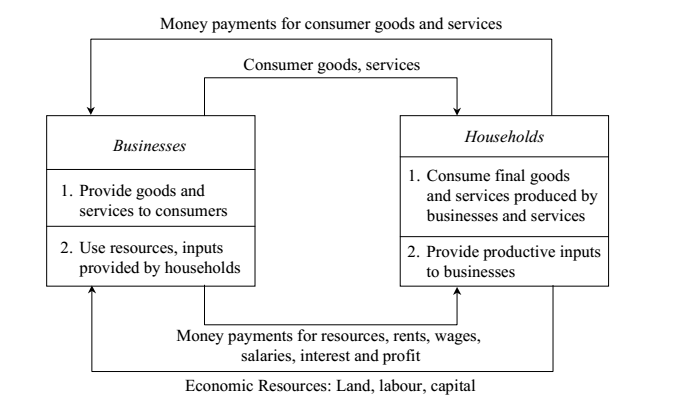 Money payments for consumer goods and services
Consumer goods, services
Businesses
1. Provide goods and
services to consumers
2. Use resources, inputs
provided by households
Households
1. Consume final goods
and services produced by
businesses and services
2. Provide productive inputs
to businesses
Money payments for resources, rents, wages,
salaries, interest and profit
Economic Resources: Land, labour, capital